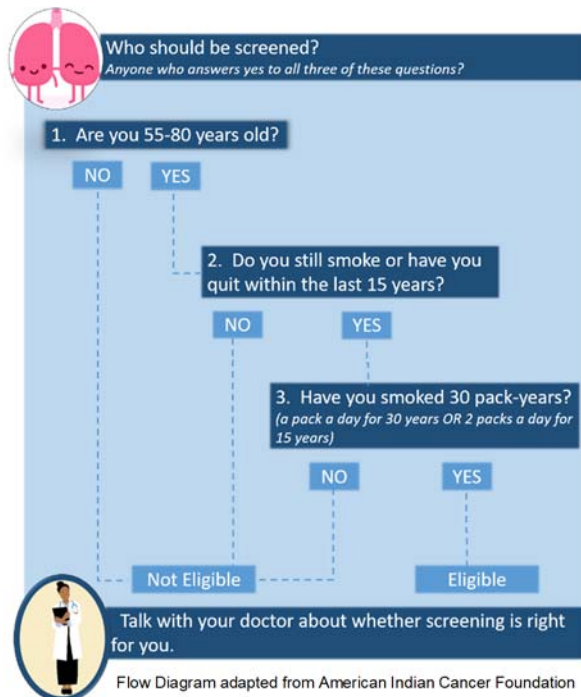 Who should be screened?
Anyone who answers yes to all three of these questions?
1. Are you 55-80 years old?
NO YES
2. Do you still smoke or have you
quit within the last 15 years?
NO YES
3. Have you smoked 30 pack-years?
(a pack a day for 30 years OR 2 packs a day for
15 years)
NO YES
Not Eligible Eligible
Talk with your doctor about whether screening is right
for you.
Flow Diagram adapted from American Indian Cancer Foundation